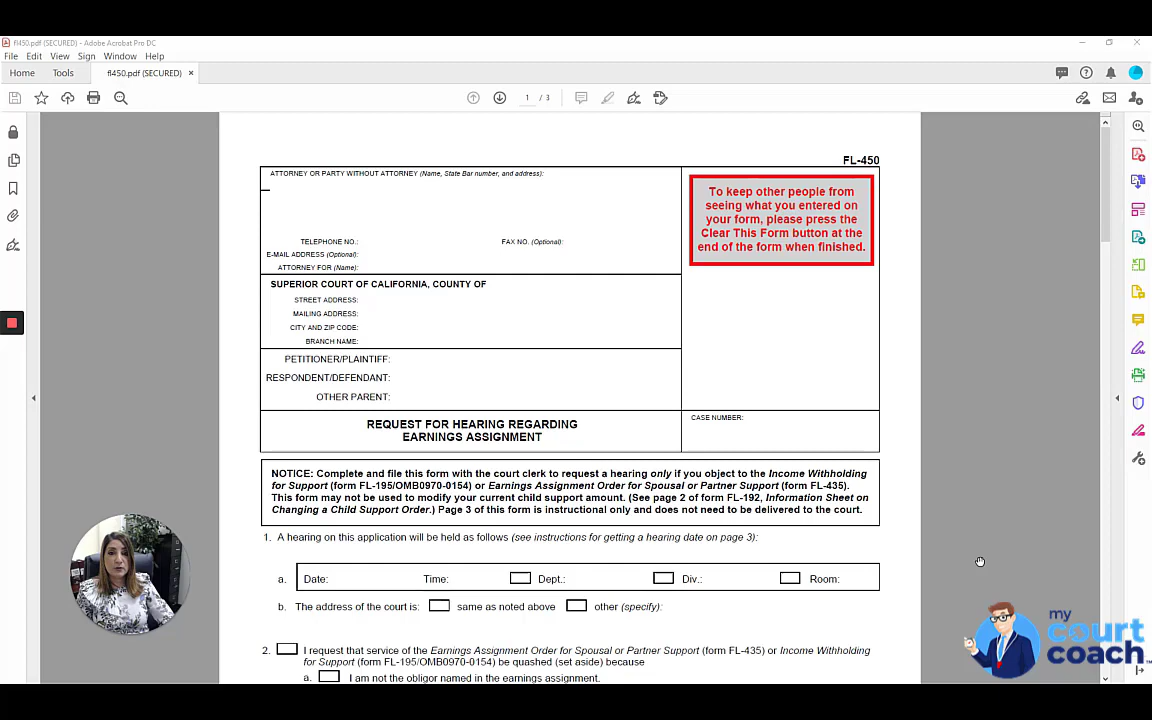 fl450.pdf (SECURED) - Adobe Acrobat Pro DC
File Edit View Sign Window Help
Home Tools fl450.pdf (SECURED) ×
1 / 3
FL-450
ATTORNEY OR PARTY WITHOUT ATTORNEY (Name, State Bar number, and address):
To keep other people from
seeing what you entered on
your form, please press the
Clear This Form button at the
end of the form when finished.
TELEPHONE NO.: FAX NO. (Optional):
E-MAIL ADDRESS (Optional):
ATTORNEY FOR (Name):
SUPERIOR COURT OF CALIFORNIA, COUNTY OF
STREET ADDRESS:
MAILING ADDRESS:
CITY AND ZIP CODE:
BRANCH NAME:
PETITIONER/PLAINTIFF:
RESPONDENT/DEFENDANT:
OTHER PARENT:
REQUEST FOR HEARING REGARDING
EARNINGS ASSIGNMENT
CASE NUMBER:
NOTICE: Complete and file this form with the court clerk to request a hearing only if you object to the Income Withholding
for Support (form FL-195/OMB0970-0154) or Earnings Assignment Order for Spousal or Partner Support (form FL-435).
This form may not be used to modify your current child support amount. (See page 2 of form FL-192, Information Sheet on
Changing a Child Support Order.) Page 3 of this form is instructional only and does not need to be delivered to the court.
1. A hearing on this application will be held as follows (see instructions for getting a hearing date on page 3):
a. Date: Time: Dept.: Div.: Room:
b. The address of the court is: same as noted above other (specify):
2. I request that service of the Earnings Assignment Order for Spousal or Partner Support (form FL-435) or Income Withholding
for Support (form FL-195/OMB0970-0154) be quashed (set aside) because
a. I am not the obligor named in the earnings assignment.
my
court
coach